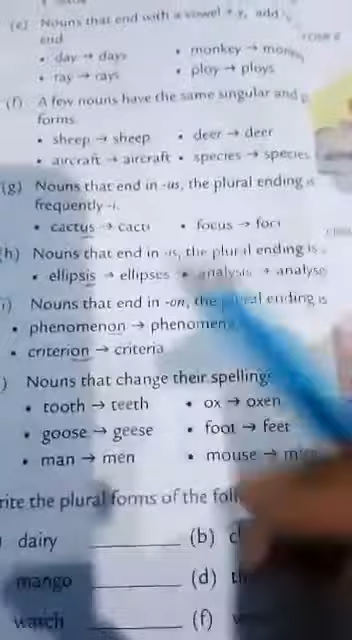 (e) Nouns that end with a vowel + y, add
end
• day → days • monkey →
• ray → rays • ploy → ploys
(f) A few nouns have the same singular and
forms.
• sheep → sheep • deer → deer
• aircraft → aircraft • species → species
(g) Nouns that end in -us, the plural ending is
frequently -i.
• cactus → cacti • focus → foci
h) Nouns that end in -is, the plural ending is
• ellipsis → ellipses • analysis →
i) Nouns that end in -on, the plural ending is
• phenomenon →
• criterion → criteria
) Nouns that change their spelling
• tooth → teeth • ox → oxen
• goose → geese • foot → feet
• man → men • mouse →
the plural forms of the
dairy (b)
mango (d)
watch (f)